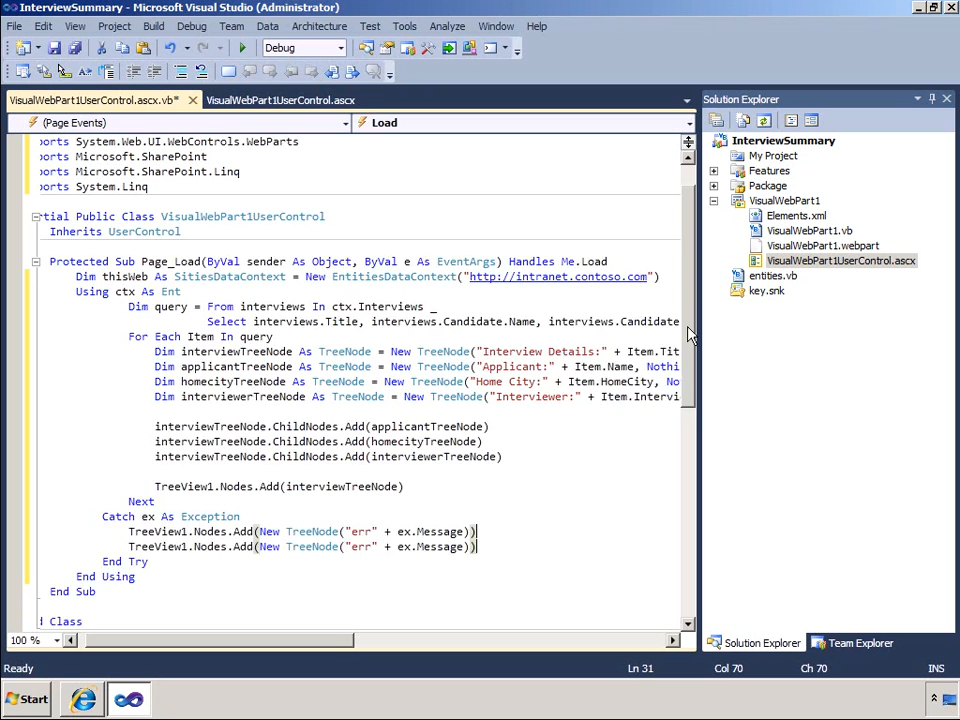 InterviewSummary - Microsoft Visual Studio (Administrator)
File Edit View Project Build Debug Team Data Architecture Test Tools Analyze Window Help
Debug
VisualWebPart1UserControl.ascx.vb* VisualWebPart1UserControl.ascx
(Page Events) Load
ports System.Web.UI.WebControls.WebParts
ports Microsoft.SharePoint
ports Microsoft.SharePoint.Linq
ports System.Linq
tial Public Class VisualWebPart1UserControl
Inherits UserControl
Protected Sub Page_Load(ByVal sender As Object, ByVal e As EventArgs) Handles Me.Load
Dim thisWeb As SitiesDataContext = New EntitiesDataContext("http://intranet.contoso.com")
Using ctx As Ent
Dim query = From interviews In ctx.Interviews _
Select interviews.Title, interviews.Candidate.Name, interviews.Candidate
For Each Item In query
Dim interviewTreeNode As TreeNode = New TreeNode("Interview Details:" + Item.Tit
Dim applicantTreeNode As TreeNode = New TreeNode("Applicant:" + Item.Name, Nothi
Dim homecityTreeNode As TreeNode = New TreeNode("Home City:" + Item.HomeCity, No
Dim interviewerTreeNode As TreeNode = New TreeNode("Interviewer:" + Item.Intervi
interviewTreeNode.ChildNodes.Add(applicantTreeNode)
interviewTreeNode.ChildNodes.Add(homecityTreeNode)
interviewTreeNode.ChildNodes.Add(interviewerTreeNode)
TreeView1.Nodes.Add(interviewTreeNode)
Next
Catch ex As Exception
TreeView1.Nodes.Add(New TreeNode("err" + ex.Message))
TreeView1.Nodes.Add(New TreeNode("err" + ex.Message))
End Try
End Using
End Sub
d Class
100 %
Solution Explorer
InterviewSummary
My Project
Features
Package
VisualWebPart1
Elements.xml
VisualWebPart1.vb
VisualWebPart1.webpart
VisualWebPart1UserControl.ascx
entities.vb
key.snk
Solution Explorer Team Explorer
Ready Ln 31 Col 70 Ch 70 INS
Start